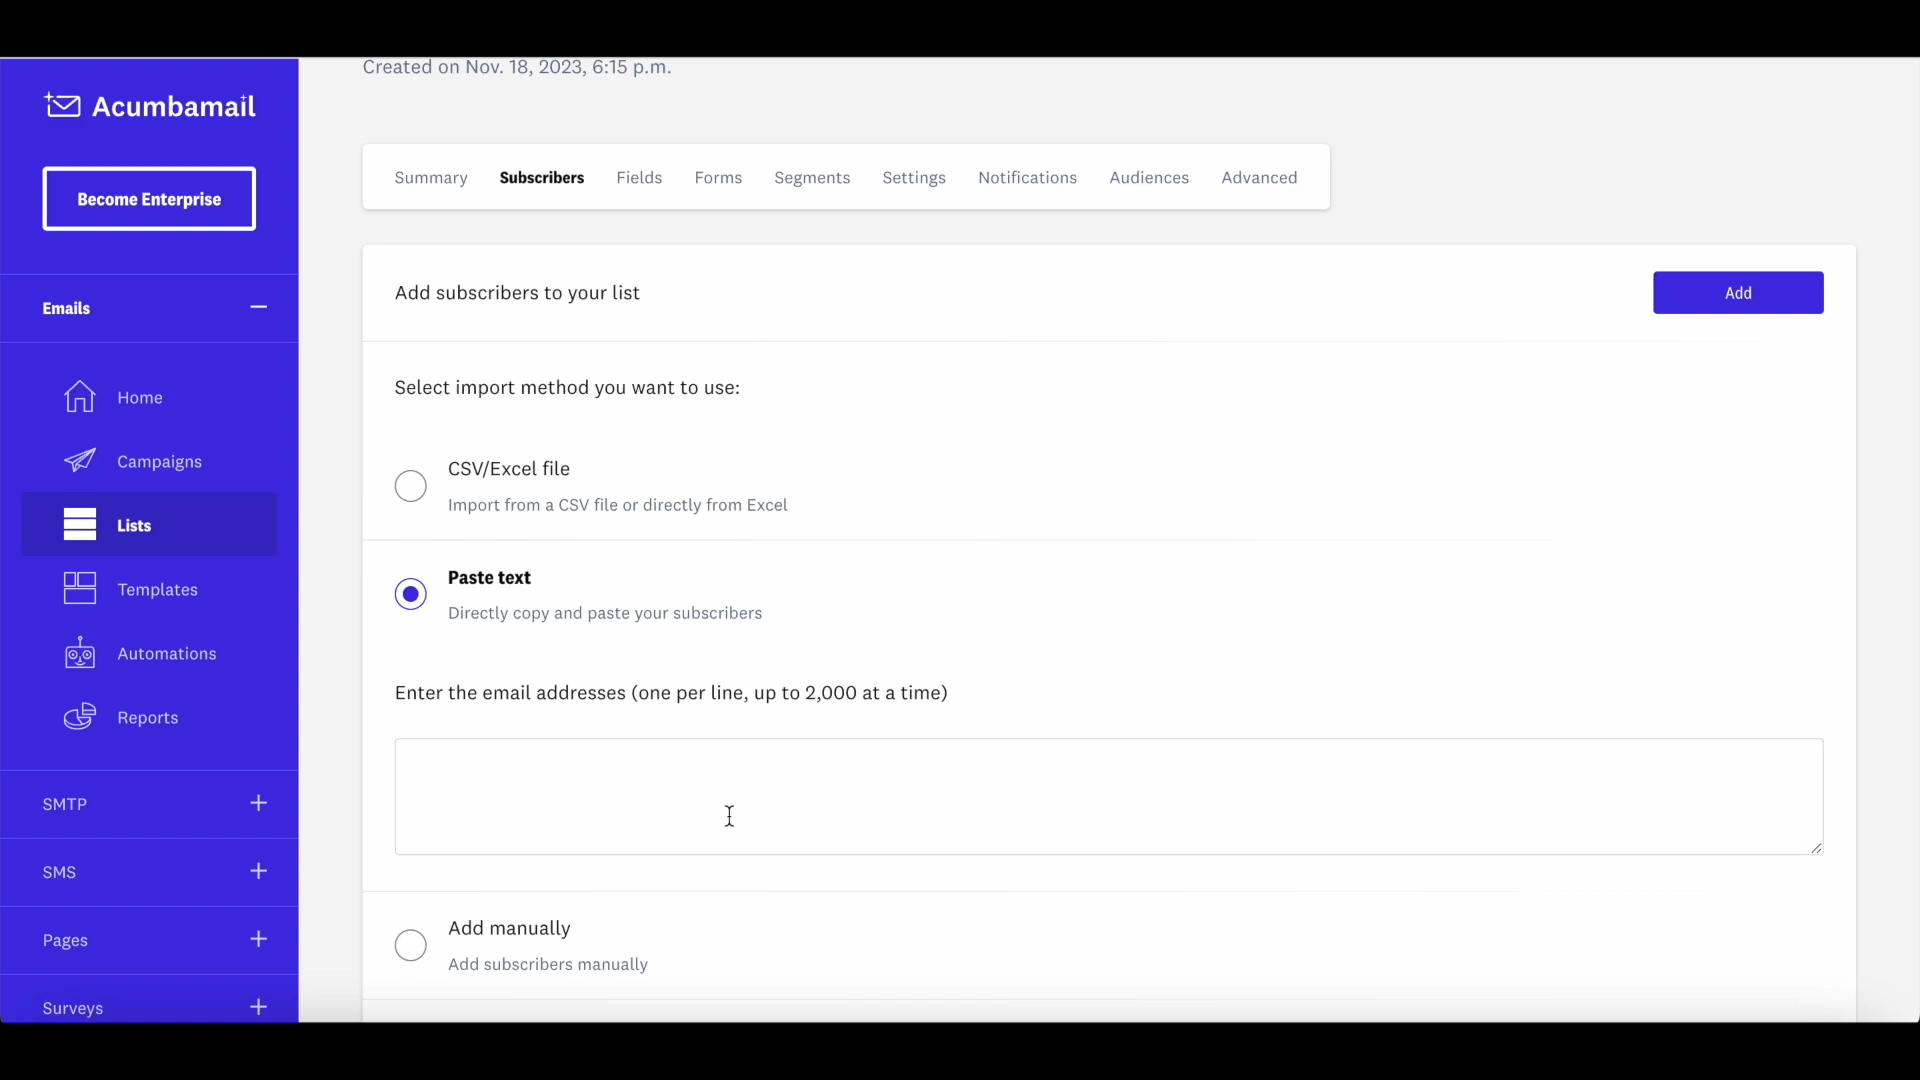 Created on Nov. 18, 2023, 6:15 p.m.
Acumbamail
Become Enterprise
Emails
Home
Campaigns
Lists
Templates
Automations
Reports
SMTP
SMS
Pages
Surveys
Summary Subscribers Fields Forms Segments Settings Notifications Audiences Advanced
Add subscribers to your list
Add
Select import method you want to use:
CSV/Excel file
Import from a CSV file or directly from Excel
Paste text
Directly copy and paste your subscribers
Enter the email addresses (one per line, up to 2,000 at a time)
Add manually
Add subscribers manually